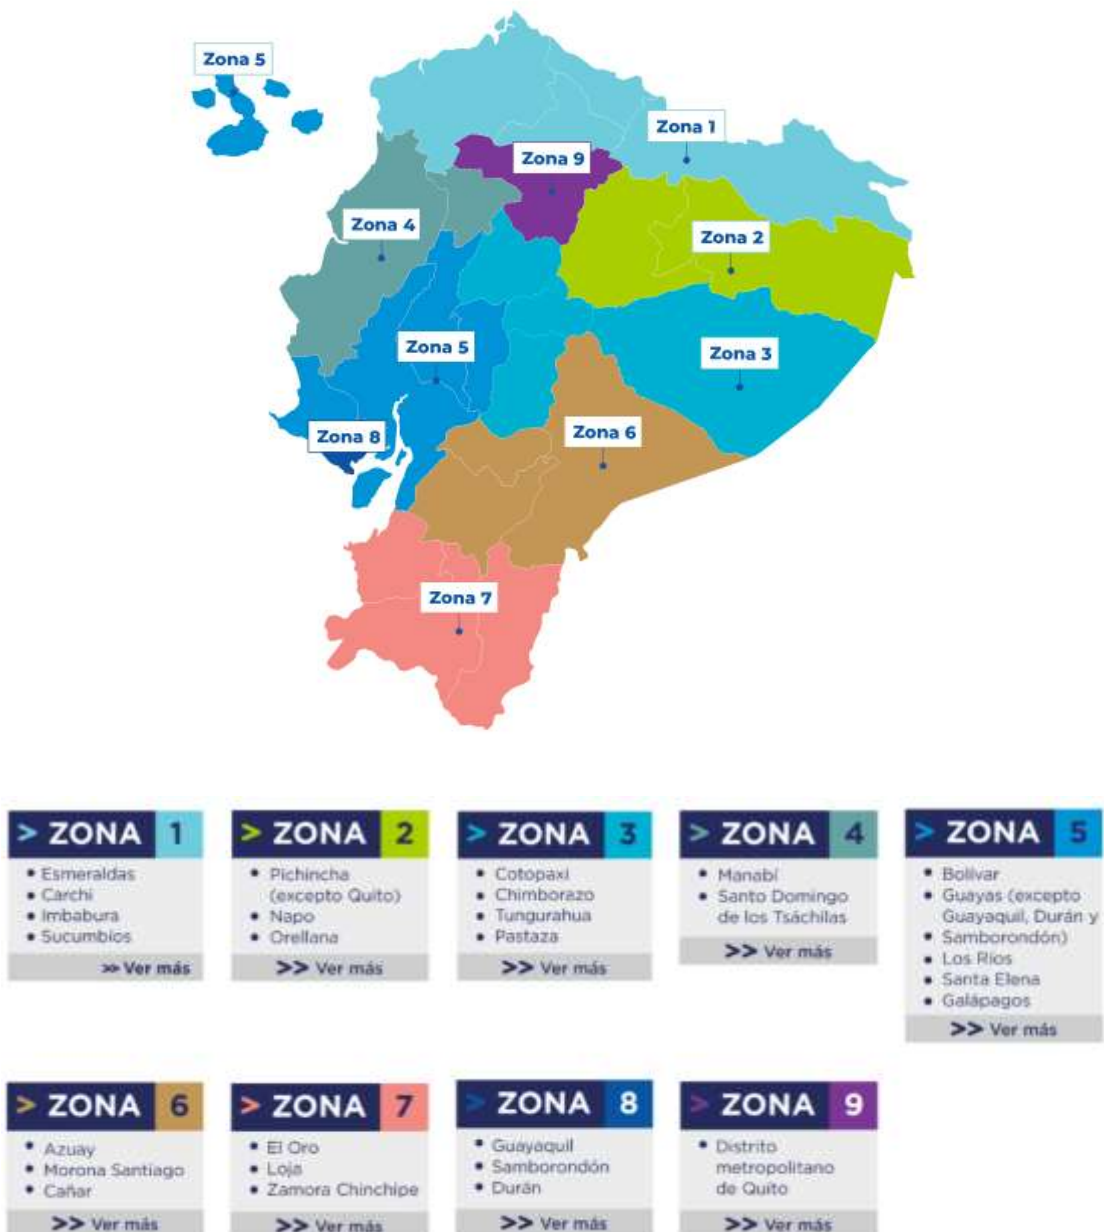 Zona 5
Zona 1
Zona 9
Zona 4
Zona 2
Zona 5
Zona 3
Zona 8
Zona 6
Zona 7
> ZONA 1
• Esmeraldas
• Carchi
• Imbabura
• Sucumbíos
>> Ver más
> ZONA 2
• Pichincha
(excepto Quito)
• Napo
• Orellana
>> Ver más
> ZONA 3
• Cotopaxi
• Chimborazo
• Tungurahua
• Pastaza
>> Ver más
> ZONA 4
• Manabí
• Santo Domingo
de los Tsáchilas
>> Ver más
> ZONA 5
• Bolívar
• Guayas (excepto
Guayaquil, Durán y
• Samborondón)
• Los Ríos
• Santa Elena
• Galápagos
>> Ver más
> ZONA 6
• Azuay
• Morona Santiago
• Cañar
>> Ver más
> ZONA 7
• El Oro
• Loja
• Zamora Chinchipe
>> Ver más
> ZONA 8
• Guayaquil
• Samborondón
• Durán
>> Ver más
> ZONA 9
• Distrito
metropolitano
de Quito
>> Ver más